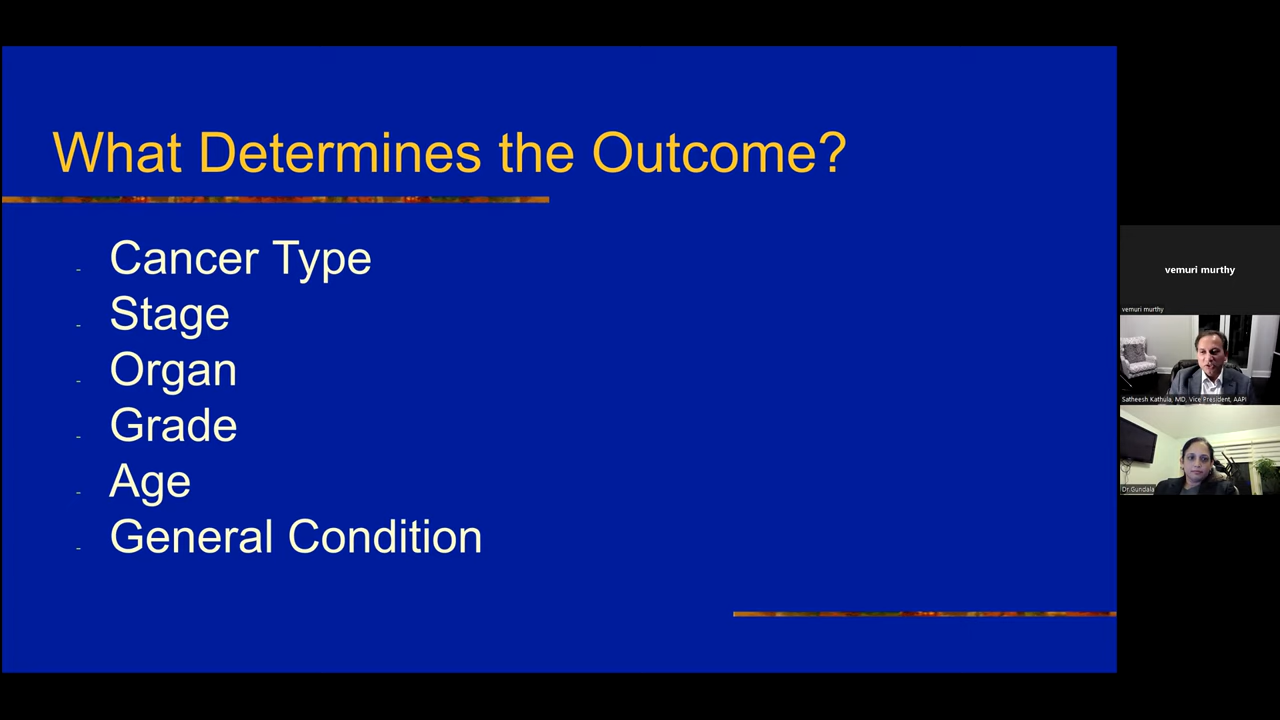 What Determines the Outcome?
- Cancer Type
- Stage
- Organ
- Grade
- Age
- General Condition
vemuri murthy
vemuri murthy
Satheesh Kathula, MD, Vice President, AAPI
Dr.Gundala